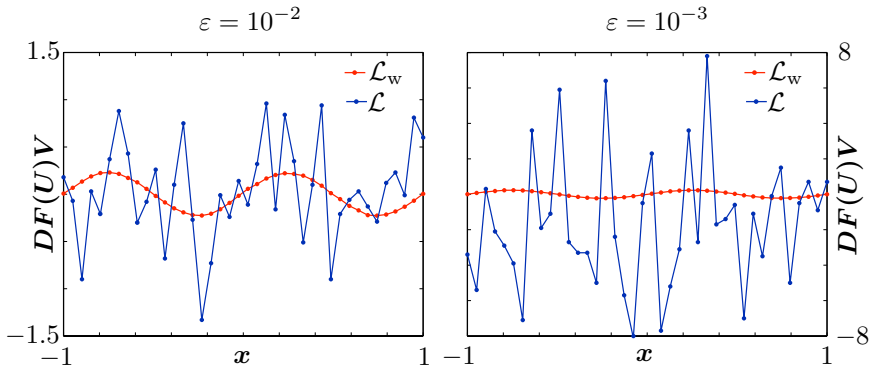 ε = 10⁻²
1.5
ℒ_w
ℒ
DF(U)V
−1.5
−1
x
1
ε = 10⁻³
8
ℒ_w
ℒ
DF(U)V
−8
−1
x
1